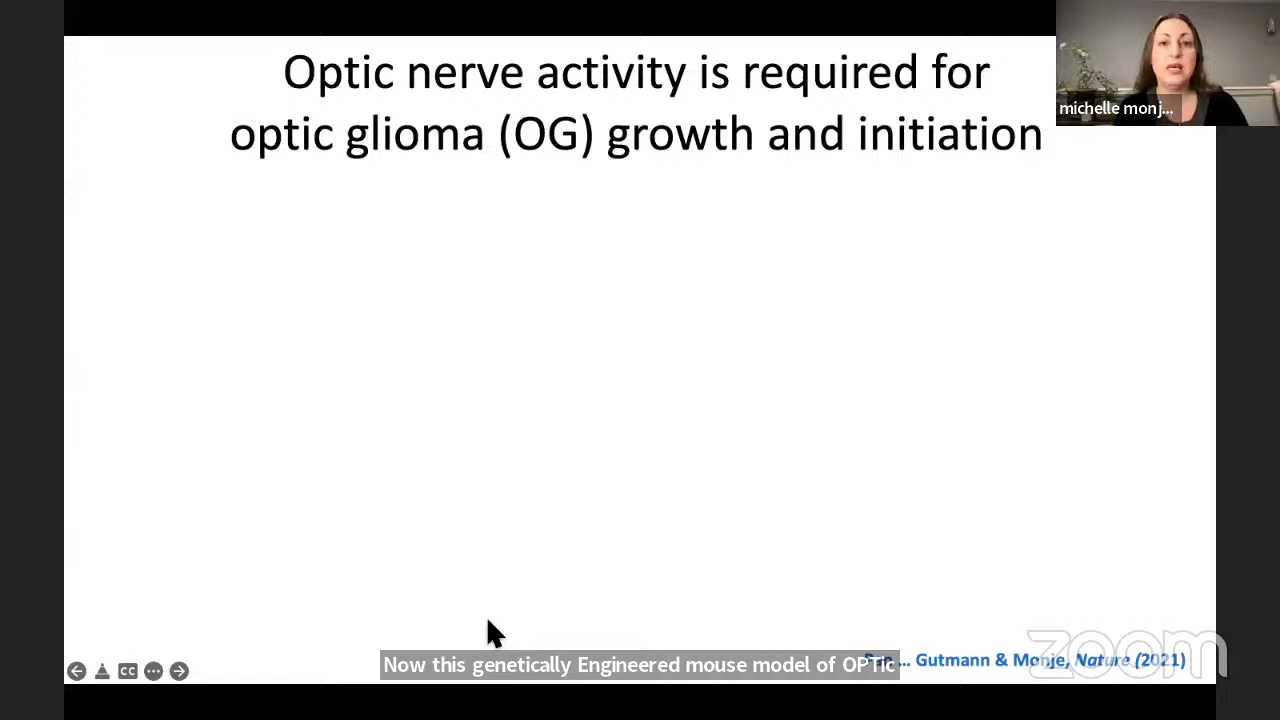 Optic nerve activity is required for
optic glioma (OG) growth and initiation
michelle monj...
Now this genetically Engineered mouse model of OPTic
... Gutmann & Monje, Nature (2021)
zoom
CC